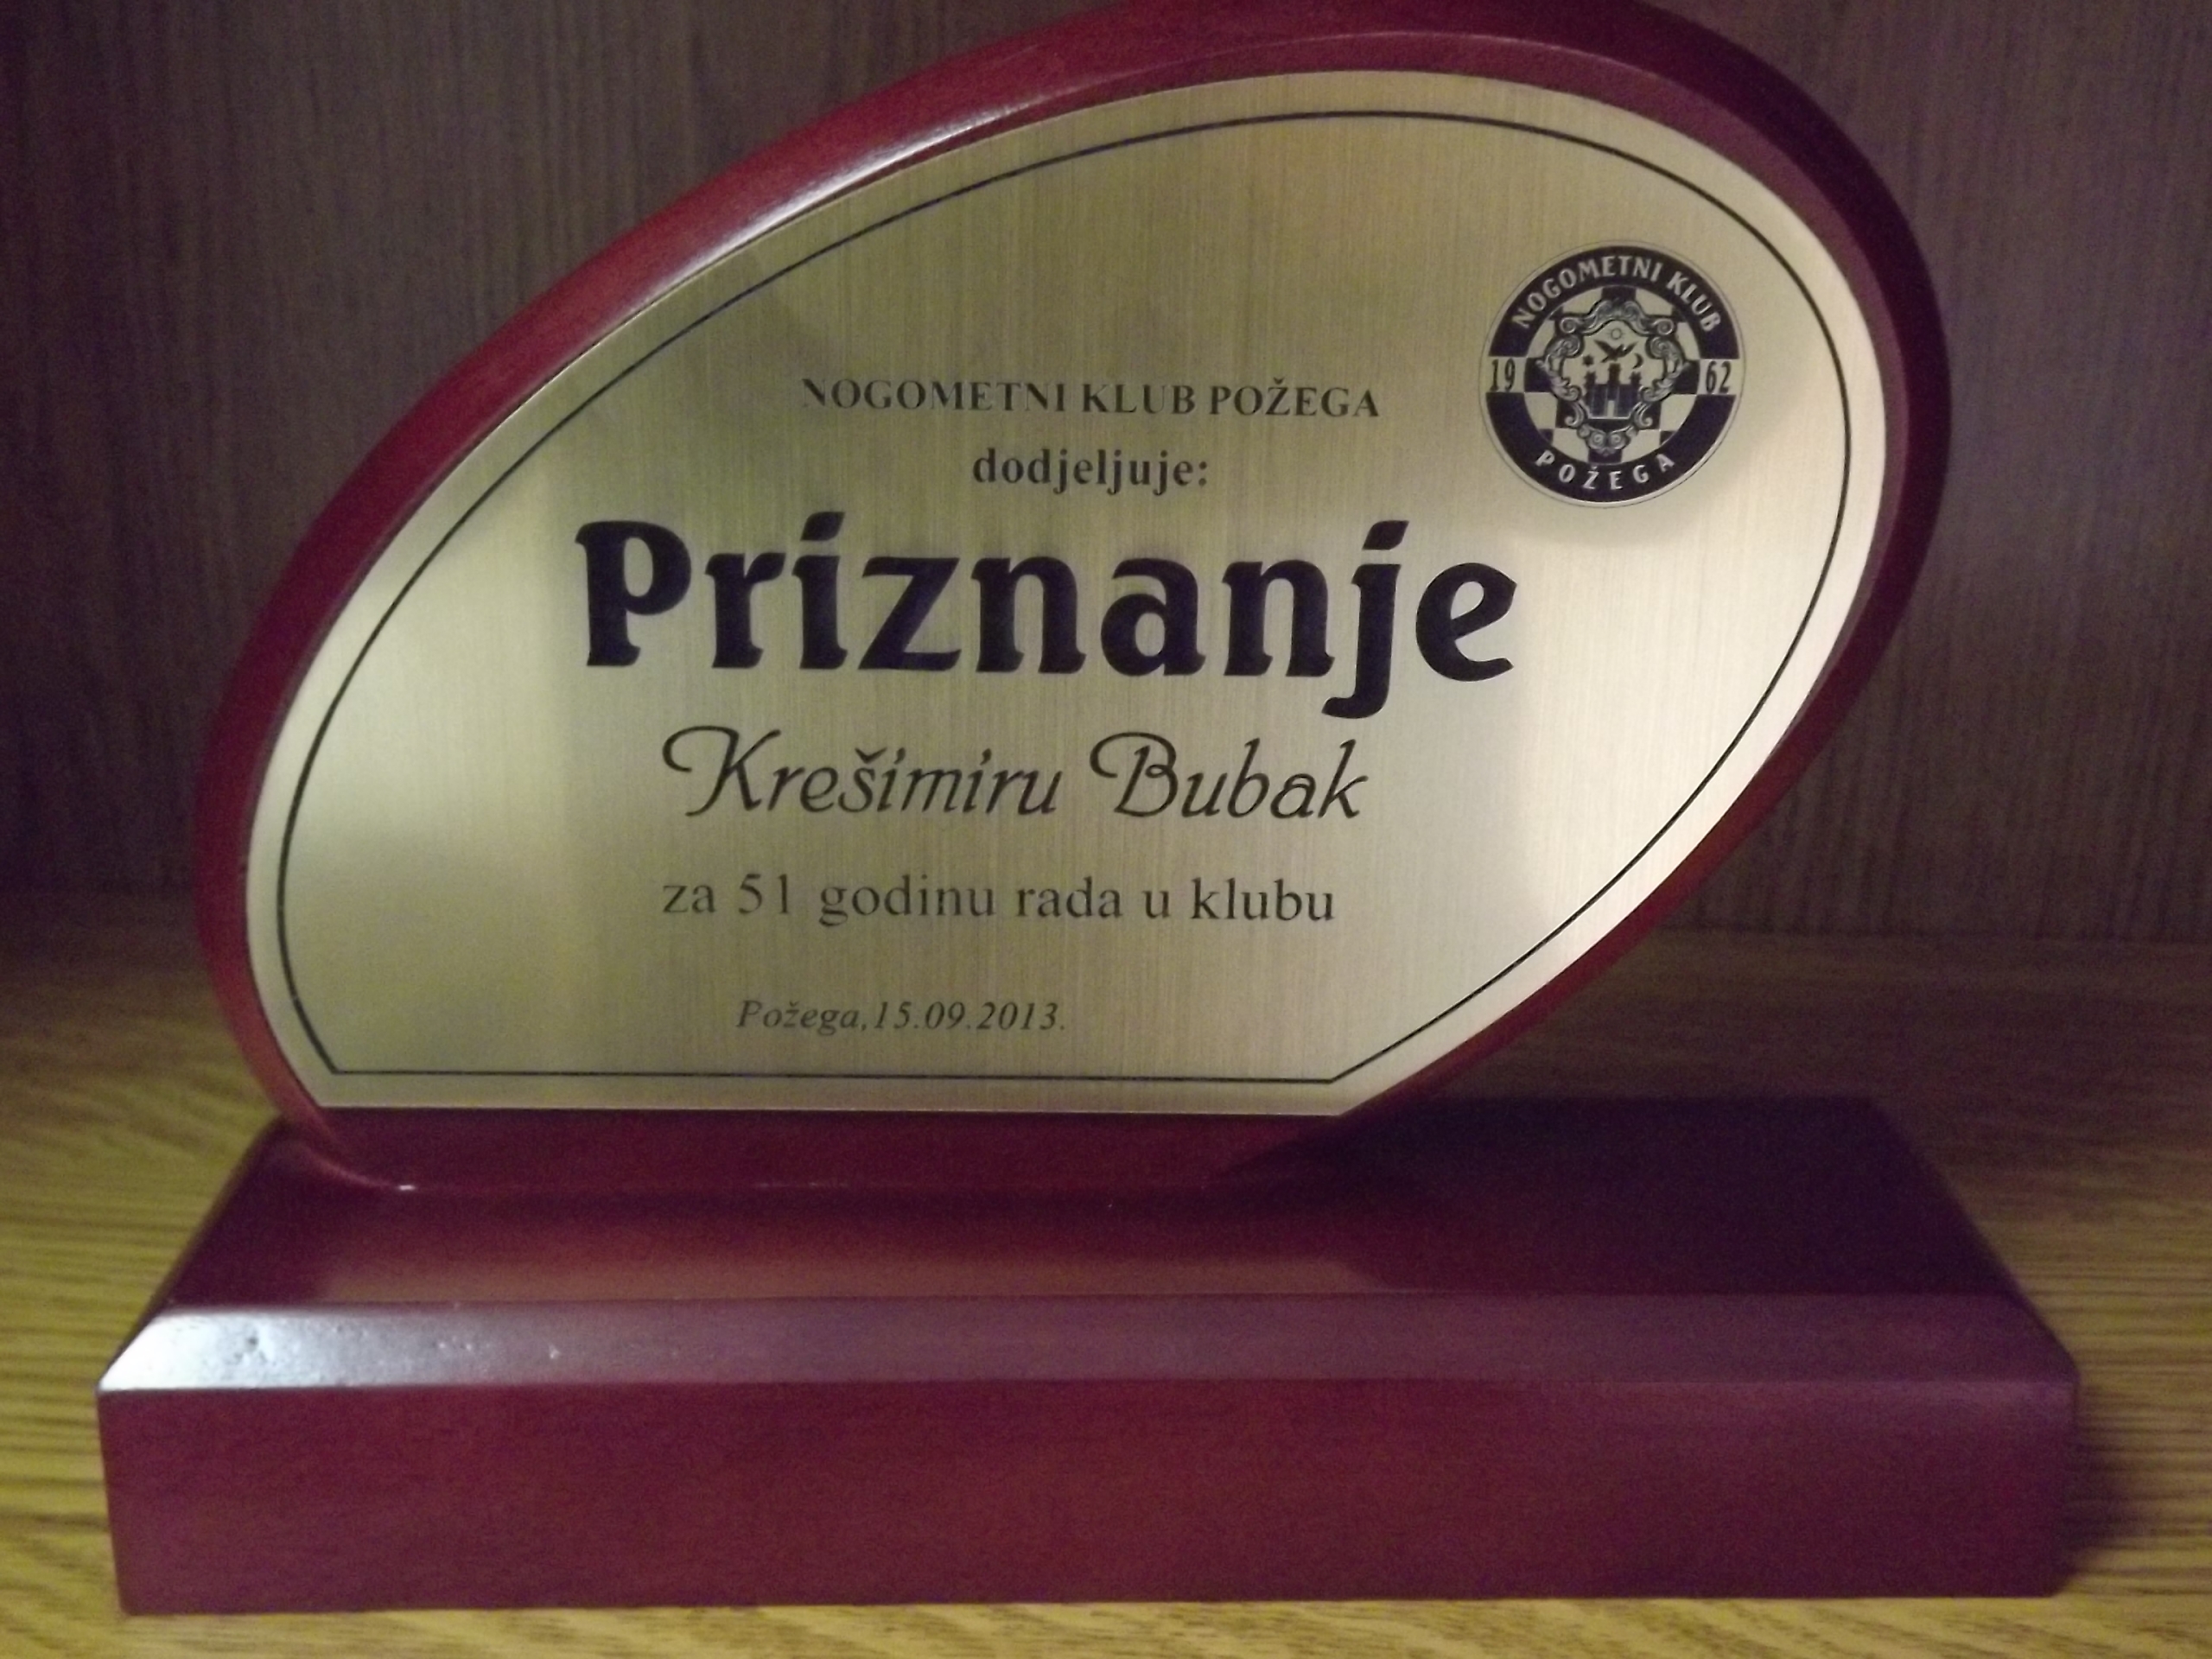 NOGOMETNI KLUB
19 62
POŽEGA
NOGOMETNI KLUB POŽEGA
dodjeljuje:
Priznanje
Krešimiru Bubak
za 51 godinu rada u klubu
Požega,15.09.2013.